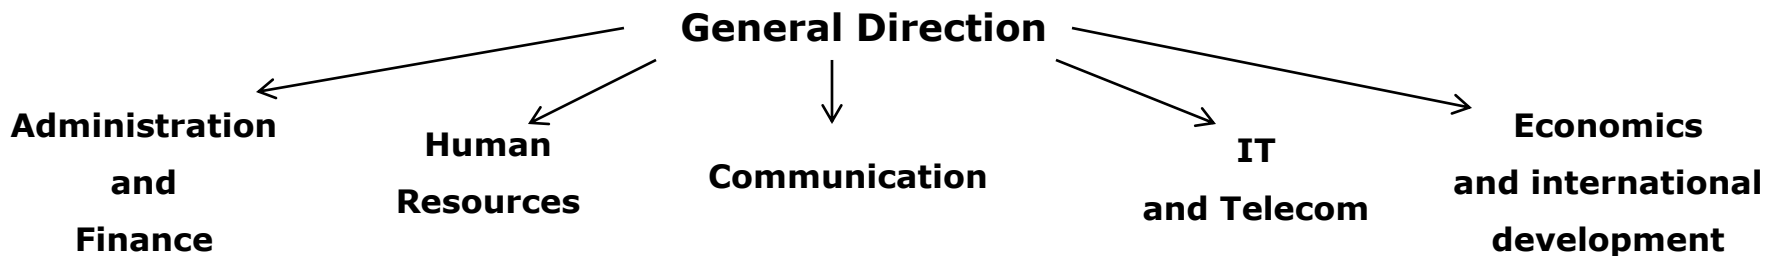 General Direction
Administration
and
Finance
Human
Resources
Communication
IT
and Telecom
Economics
and international
development